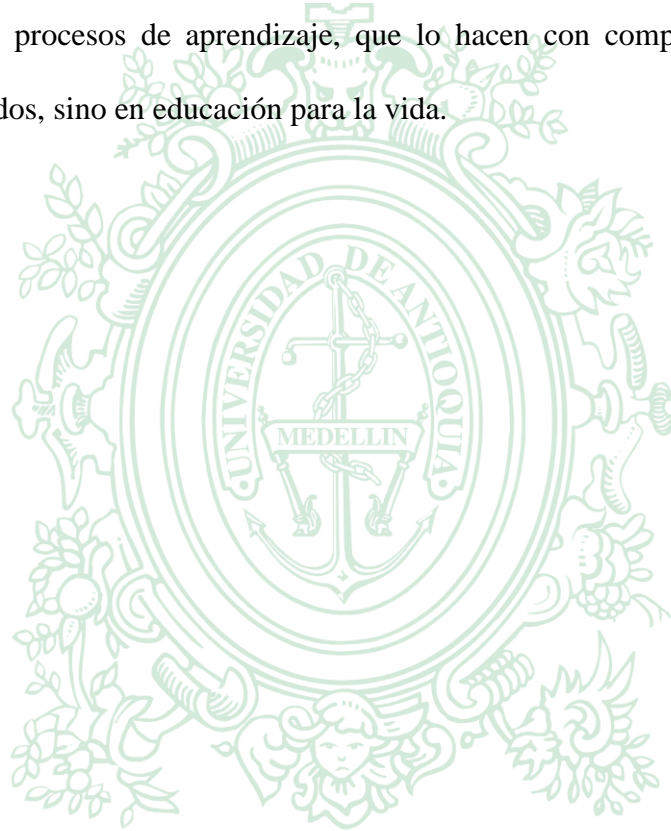 procesos de aprendizaje, que lo hacen con comp
dos, sino en educación para la vida.
UNIVERSIDAD DE ANTIOQUIA
MEDELLIN